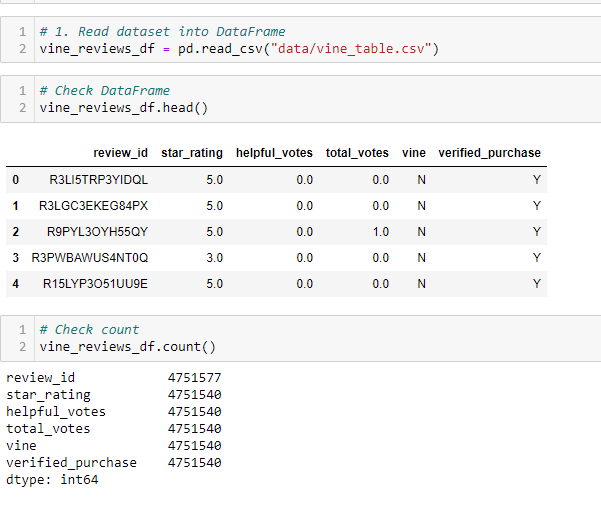 1 # 1. Read dataset into DataFrame
2 vine_reviews_df = pd.read_csv("data/vine_table.csv")
1 # Check DataFrame
2 vine_reviews_df.head()
review_id star_rating helpful_votes total_votes vine verified_purchase
0 R3LI5TRP3YIDQL 5.0 0.0 0.0 N Y
1 R3LGC3EKEG84PX 5.0 0.0 0.0 N Y
2 R9PYL3OYH55QY 5.0 0.0 1.0 N Y
3 R3PWBAWUS4NT0Q 3.0 0.0 0.0 N Y
4 R15LYP3O51UU9E 5.0 0.0 0.0 N Y
1 # Check count
2 vine_reviews_df.count()
review_id 4751577
star_rating 4751540
helpful_votes 4751540
total_votes 4751540
vine 4751540
verified_purchase 4751540
dtype: int64